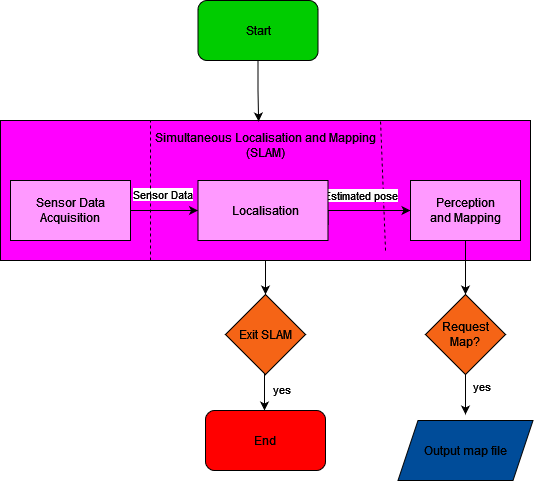 Start
Simultaneous Localisation and Mapping
(SLAM)
Sensor Data
Acquisition
Sensor Data
Localisation
Estimated pose
Perception
and Mapping
Exit SLAM
Request
Map?
yes
yes
End
Output map file